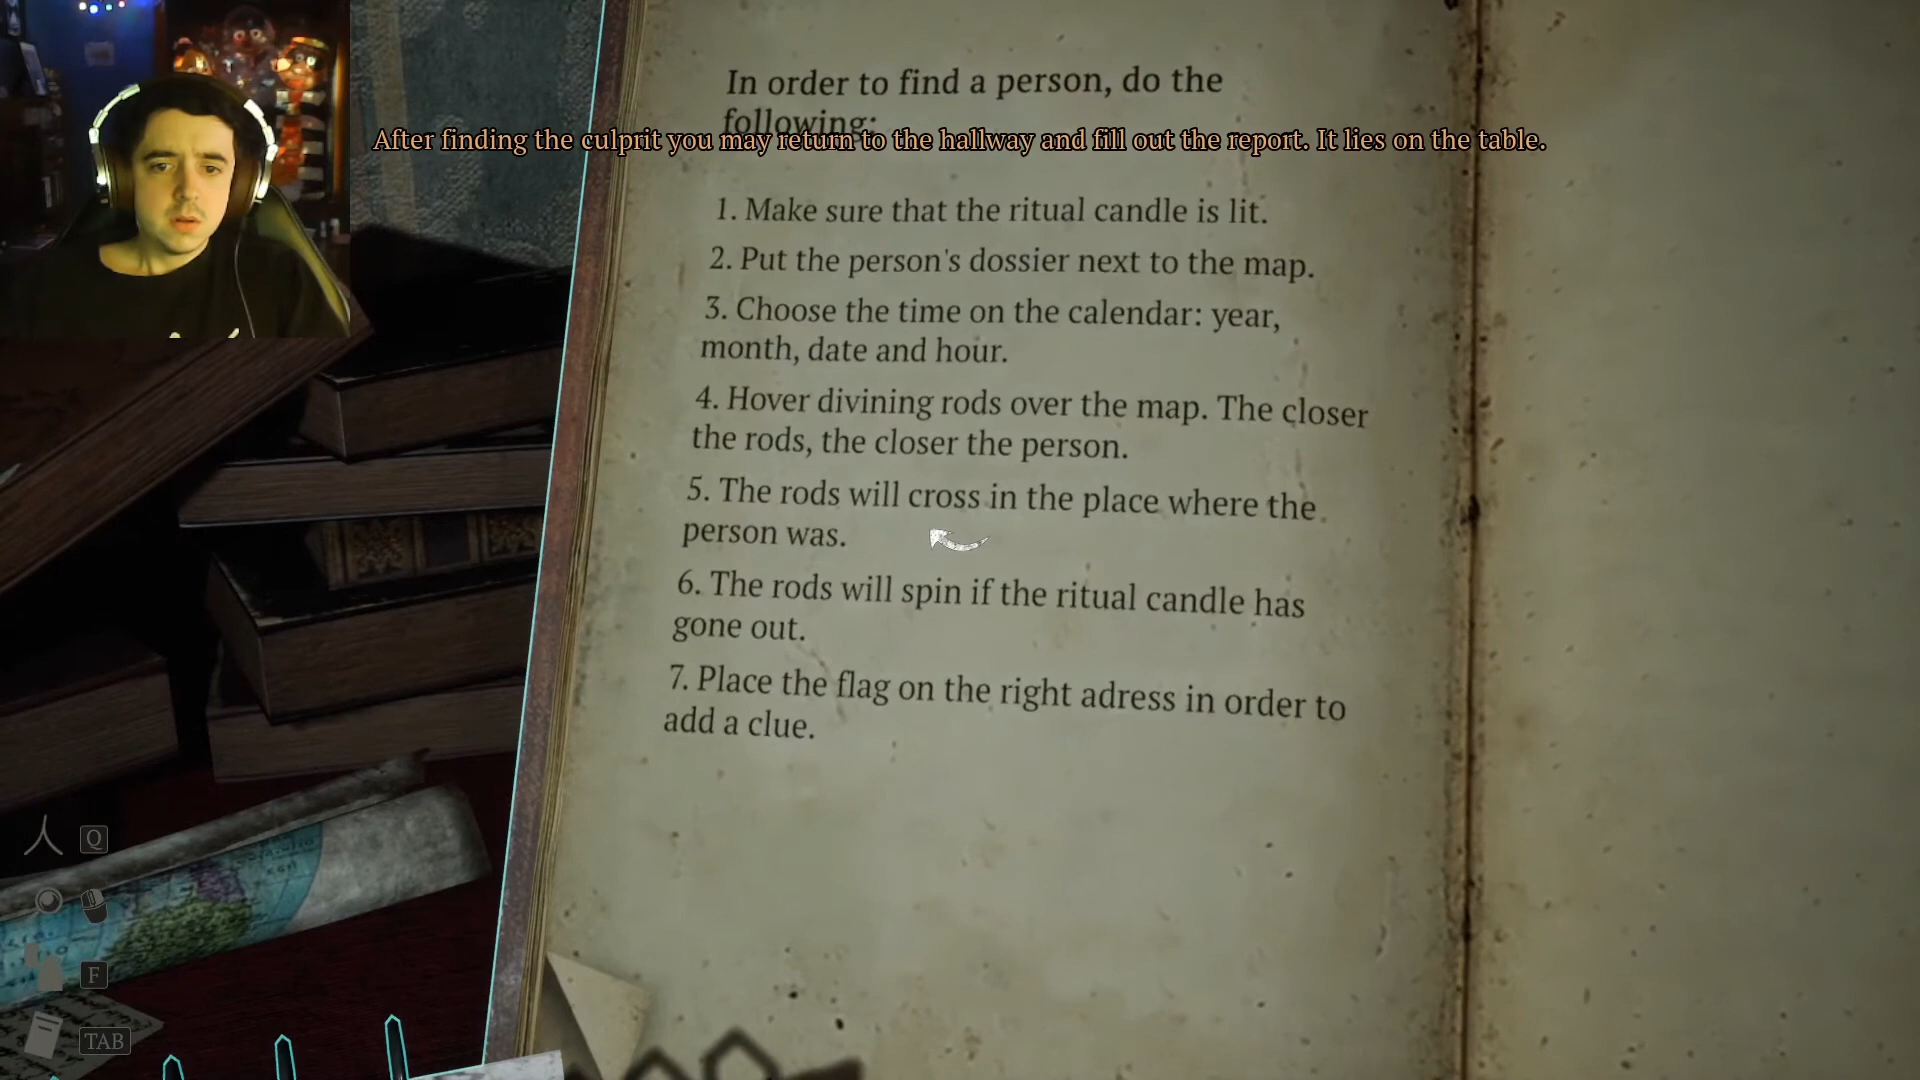 In order to find a person, do the
following:
After finding the culprit you may return to the hallway and fill out the report. It lies on the table.
1. Make sure that the ritual candle is lit.
2. Put the person's dossier next to the map.
3. Choose the time on the calendar: year,
month, date and hour.
4. Hover divining rods over the map. The closer
the rods, the closer the person.
5. The rods will cross in the place where the
person was.
6. The rods will spin if the ritual candle has
gone out.
7. Place the flag on the right adress in order to
add a clue.
Q
F
TAB